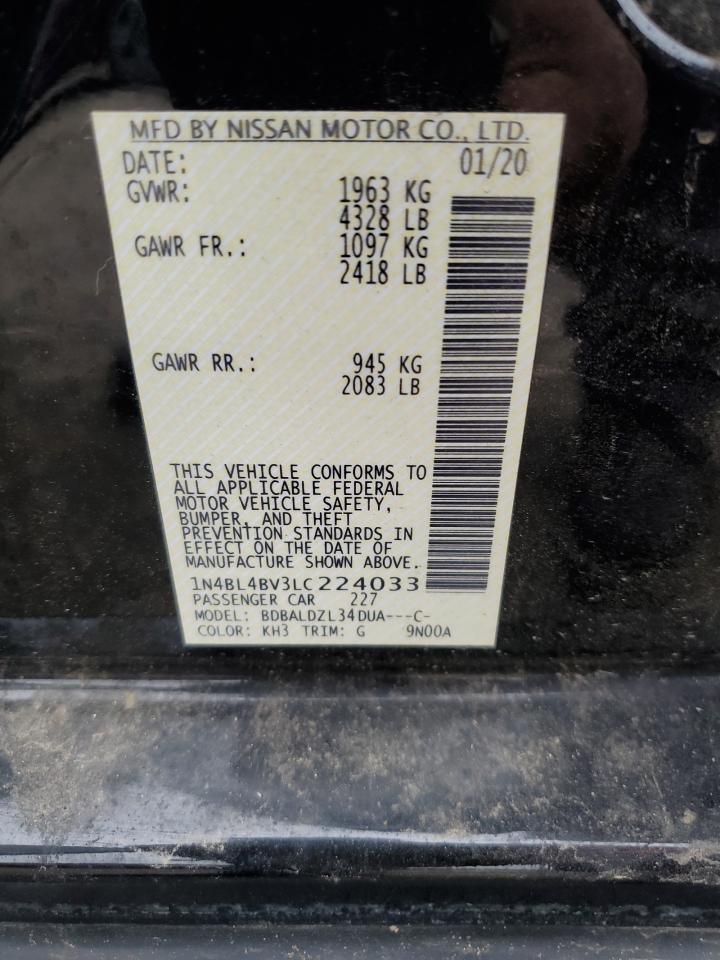 MFD BY NISSAN MOTOR CO., LTD.
DATE: 01/20
GVWR: 1963 KG
4328 LB
GAWR FR.: 1097 KG
2418 LB
GAWR RR.: 945 KG
2083 LB
THIS VEHICLE CONFORMS TO
ALL APPLICABLE FEDERAL
MOTOR VEHICLE SAFETY,
BUMPER, AND THEFT
PREVENTION STANDARDS IN
EFFECT ON THE DATE OF
MANUFACTURE SHOWN ABOVE.
1N4BL4BV3LC224033
PASSENGER CAR 227
MODEL: BDBALDZL34DUA---C-
COLOR: KH3 TRIM: G 9N00A